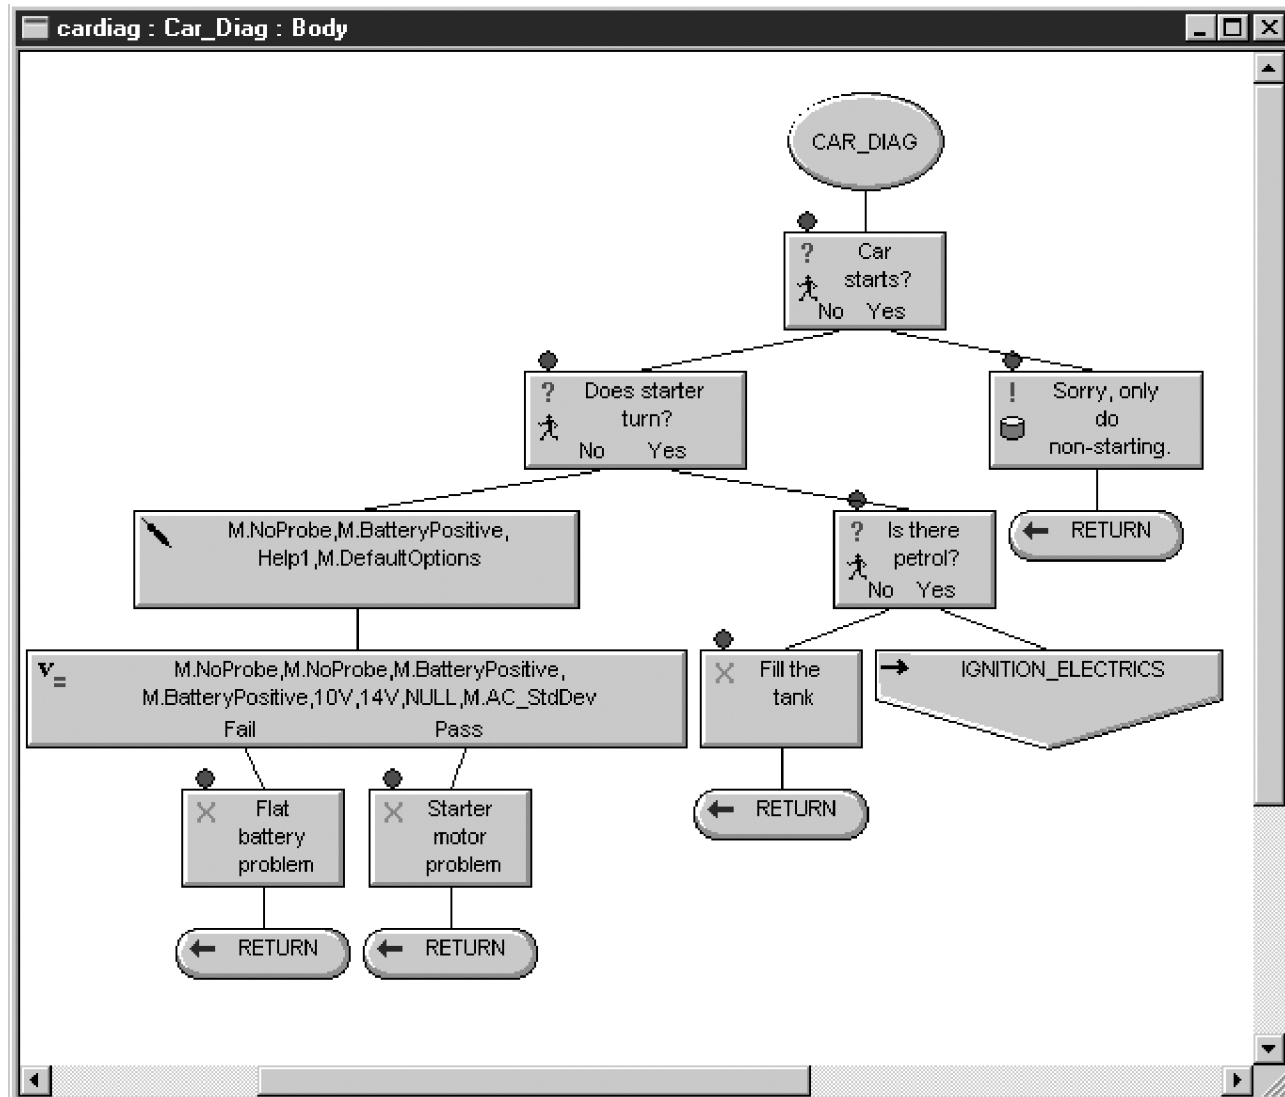 cardiag : Car_Diag : Body
CAR_DIAG
? Car
starts?
No Yes
? Does starter
turn?
No Yes
! Sorry, only
do
non-starting.
RETURN
M.NoProbe,M.BatteryPositive,
Help1,M.DefaultOptions
? Is there
petrol?
No Yes
V= M.NoProbe,M.NoProbe,M.BatteryPositive,
M.BatteryPositive,10V,14V,NULL,M.AC_StdDev
Fail Pass
Fill the
tank
IGNITION_ELECTRICS
RETURN
Flat
battery
problem
Starter
motor
problem
RETURN
RETURN